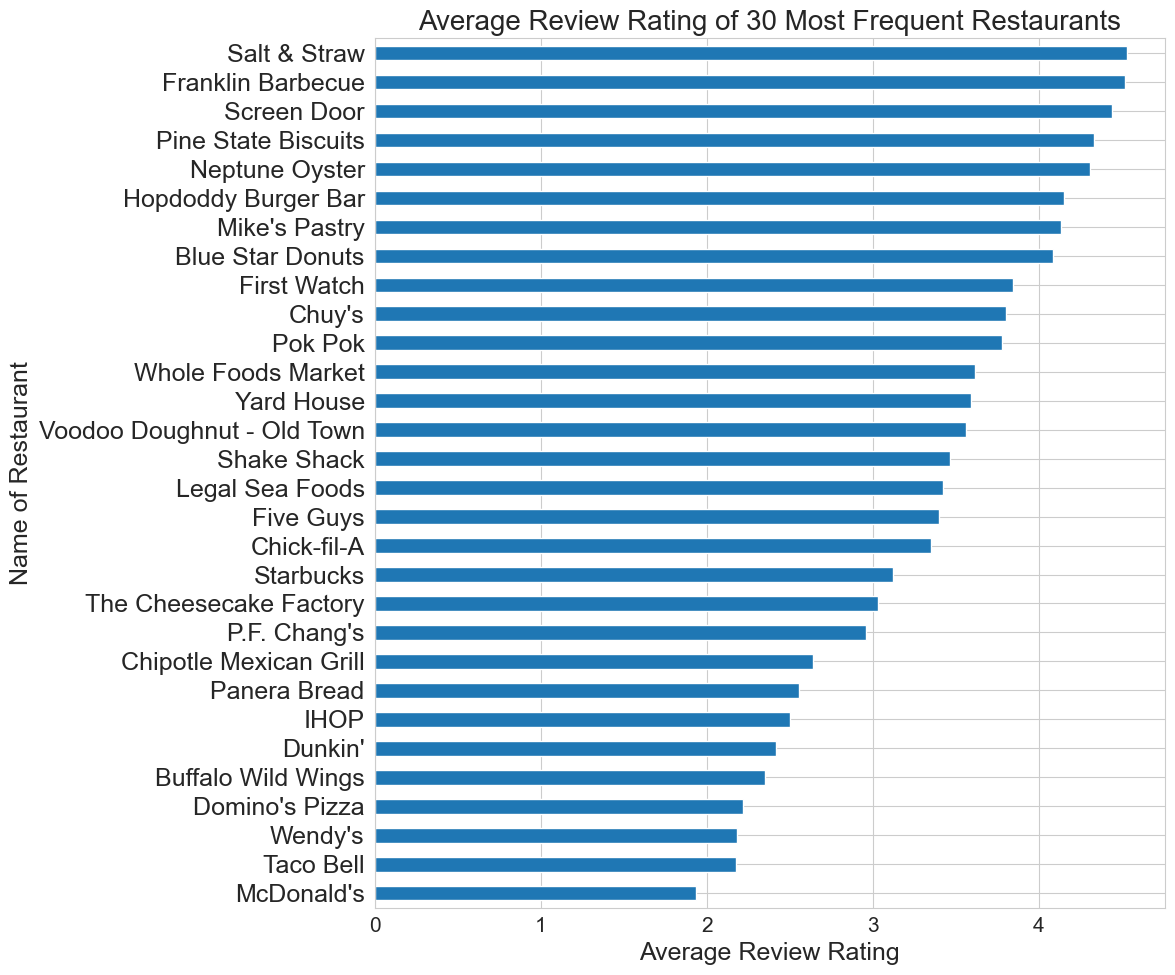 Average Review Rating of 30 Most Frequent Restaurants
Salt & Straw
Franklin Barbecue
Screen Door
Pine State Biscuits
Neptune Oyster
Hopdoddy Burger Bar
Mike's Pastry
Blue Star Donuts
First Watch
Chuy's
Pok Pok
Whole Foods Market
Yard House
Voodoo Doughnut - Old Town
Shake Shack
Legal Sea Foods
Five Guys
Chick-fil-A
Starbucks
The Cheesecake Factory
P.F. Chang's
Chipotle Mexican Grill
Panera Bread
IHOP
Dunkin'
Buffalo Wild Wings
Domino's Pizza
Wendy's
Taco Bell
McDonald's
Name of Restaurant
0 1 2 3 4
Average Review Rating